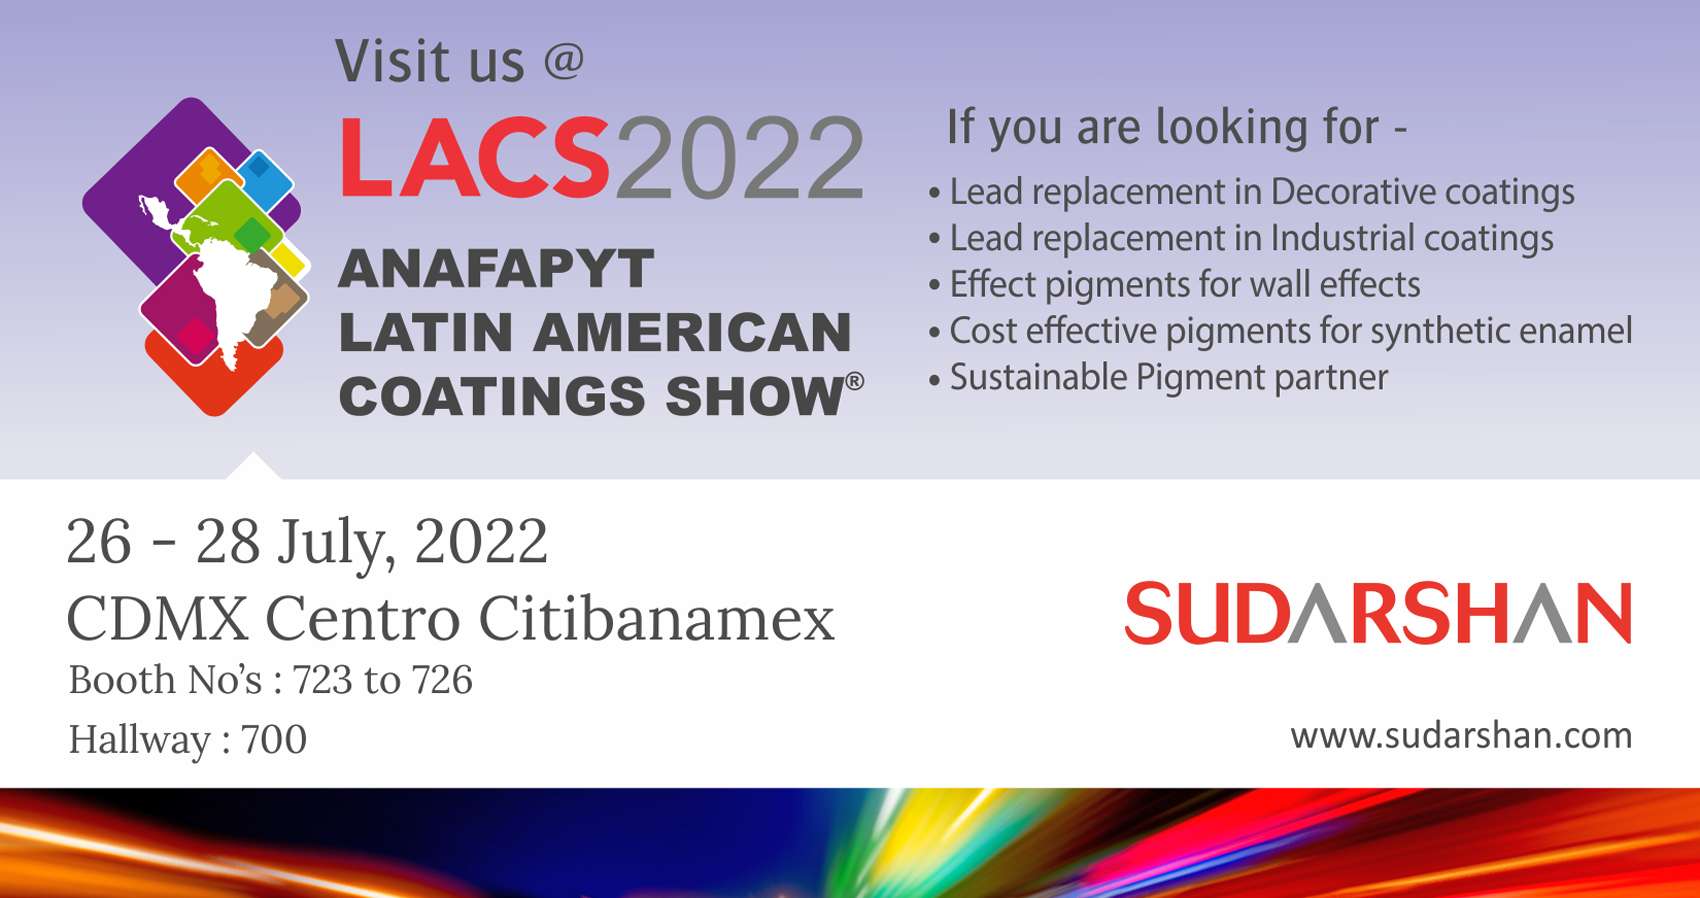 Visit us @
LACS2022
ANAFAPYT
LATIN AMERICAN
COATINGS SHOW®
If you are looking for -
• Lead replacement in Decorative coatings
• Lead replacement in Industrial coatings
• Effect pigments for wall effects
• Cost effective pigments for synthetic enamel
• Sustainable Pigment partner
26 - 28 July, 2022
CDMX Centro Citibanamex
Booth No’s : 723 to 726
Hallway : 700
SUDARSHAN
www.sudarshan.com